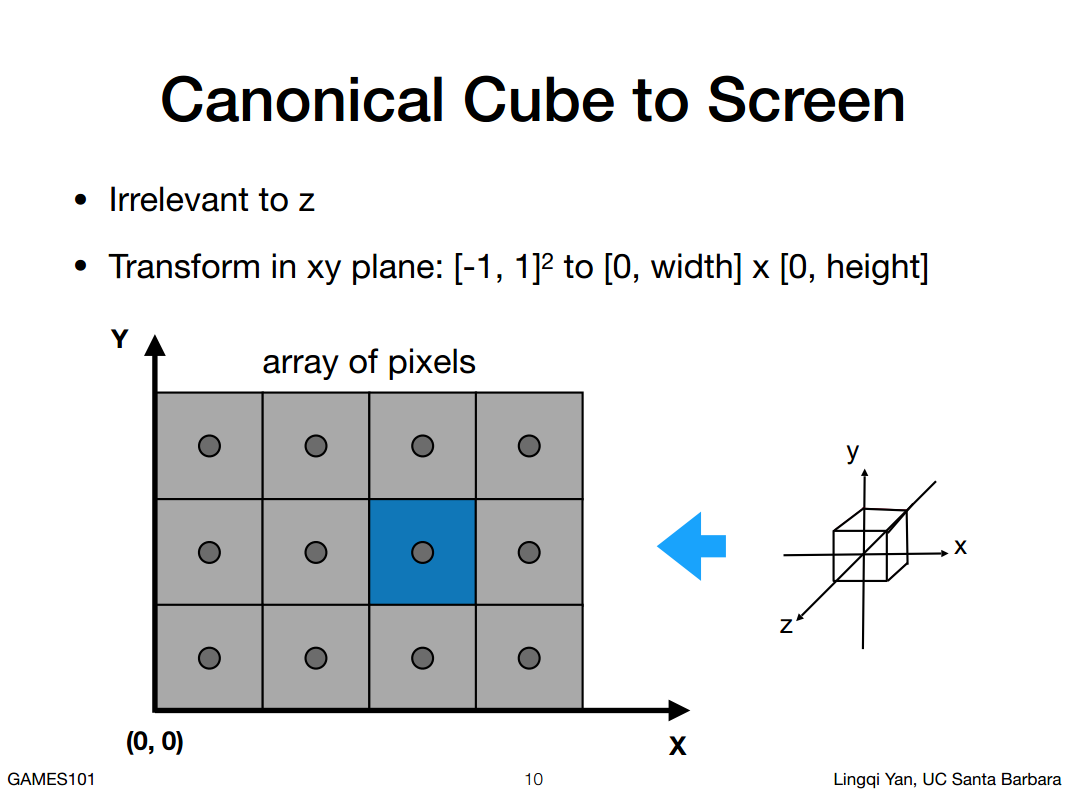 Canonical Cube to Screen
• Irrelevant to z
• Transform in xy plane: [-1, 1]² to [0, width] x [0, height]
Y
array of pixels
y
x
z
(0, 0)
X
GAMES101
10
Lingqi Yan, UC Santa Barbara